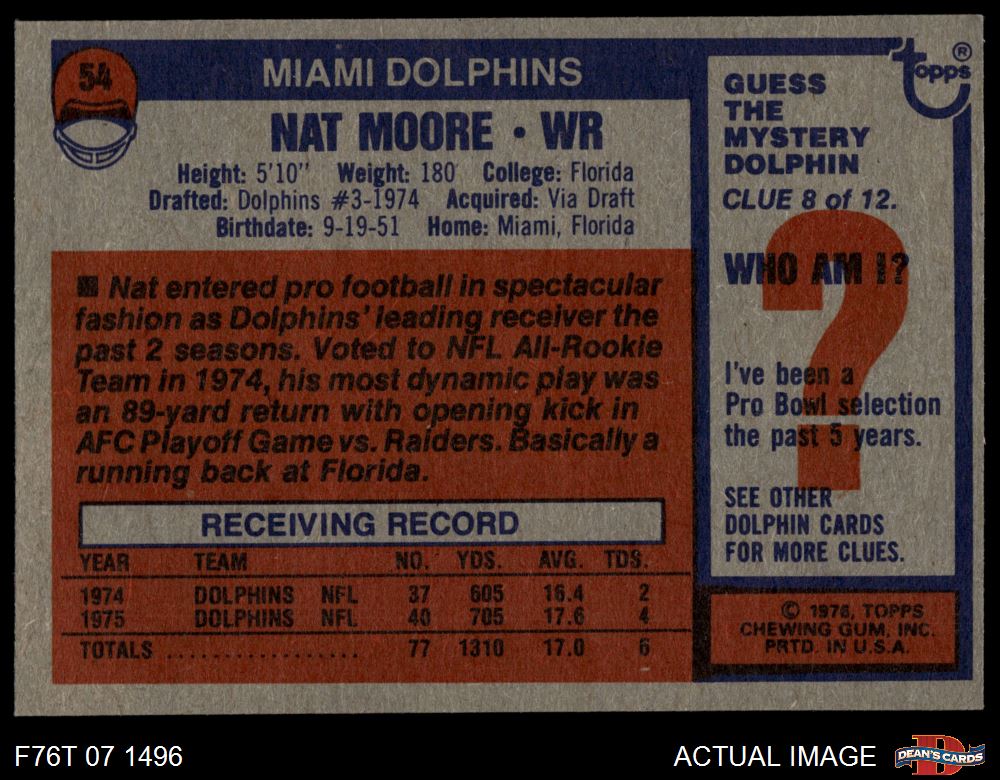 54
MIAMI DOLPHINS
NAT MOORE • WR
Height: 5'10" Weight: 180 College: Florida
Drafted: Dolphins #3-1974 Acquired: Via Draft
Birthdate: 9-19-51 Home: Miami, Florida
■ Nat entered pro football in spectacular
fashion as Dolphins' leading receiver the
past 2 seasons. Voted to NFL All-Rookie
Team in 1974, his most dynamic play was
an 89-yard return with opening kick in
AFC Playoff Game vs. Raiders. Basically a
running back at Florida.
RECEIVING RECORD
YEAR TEAM NO. YDS. AVG. TDS.
1974 DOLPHINS NFL 37 605 16.4 2
1975 DOLPHINS NFL 40 705 17.6 4
TOTALS ................. 77 1310 17.0 6
topps®
GUESS
THE
MYSTERY
DOLPHIN
CLUE 8 of 12.
WHO AM I?
?
I've been a
Pro Bowl selection
the past 5 years.
SEE OTHER
DOLPHIN CARDS
FOR MORE CLUES.
© 1976, TOPPS
CHEWING GUM, INC.
PRTD. IN U.S.A.
F76T 07 1496
ACTUAL IMAGE
D
DEAN'S CARDS